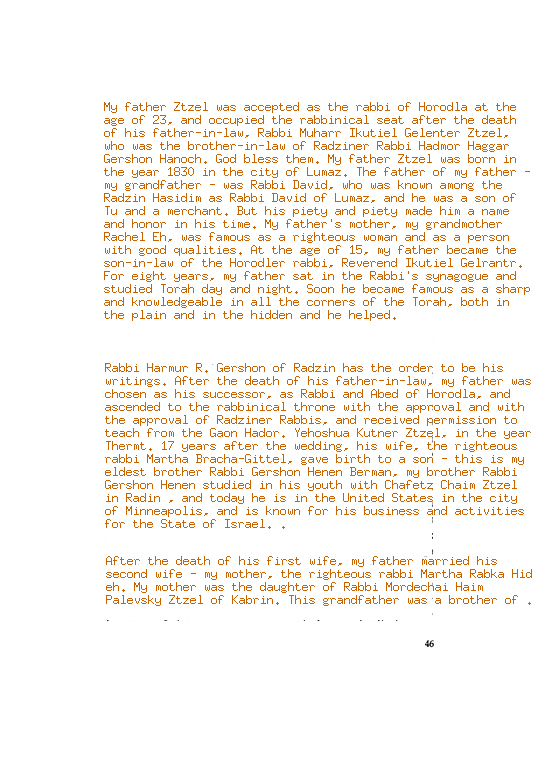 My father Ztzel was accepted as the rabbi of Horodla at the
age of 23, and occupied the rabbinical seat after the death
of his father-in-law, Rabbi Muharr Ikutiel Gelenter Ztzel,
who was the brother-in-law of Radziner Rabbi Hadmor Haggar
Gershon Hanoch. God bless them. My father Ztzel was born in
the year 1830 in the city of Lumaz. The father of my father -
my grandfather - was Rabbi David, who was known among the
Radzin Hasidim as Rabbi David of Lumaz, and he was a son of
Tu and a merchant. But his piety and piety made him a name
and honor in his time. My father's mother, my grandmother
Rachel Eh, was famous as a righteous woman and as a person
with good qualities. At the age of 15, my father became the
son-in-law of the Horodler rabbi, Reverend Ikutiel Gelrantr.
For eight years, my father sat in the Rabbi's synagogue and
studied Torah day and night. Soon he became famous as a sharp
and knowledgeable in all the corners of the Torah, both in
the plain and in the hidden and he helped.
Rabbi Harmur R. Gershon of Radzin has the order to be his
writings. After the death of his father-in-law, my father was
chosen as his successor, as Rabbi and Abed of Horodla, and
ascended to the rabbinical throne with the approval and with
the approval of Radziner Rabbis, and received permission to
teach from the Gaon Hador. Yehoshua Kutner Ztzel, in the year
Thermt. 17 years after the wedding, his wife, the righteous
rabbi Martha Bracha-Gittel, gave birth to a son - this is my
eldest brother Rabbi Gershon Henen Berman, my brother Rabbi
Gershon Henen studied in his youth with Chafetz Chaim Ztzel
in Radin , and today he is in the United States in the city
of Minneapolis, and is known for his business and activities
for the State of Israel. .
After the death of his first wife, my father married his
second wife - my mother, the righteous rabbi Martha Rabka Hid
eh. My mother was the daughter of Rabbi Mordechai Haim
Palevsky Ztzel of Kabrin. This grandfather was a brother of .
46